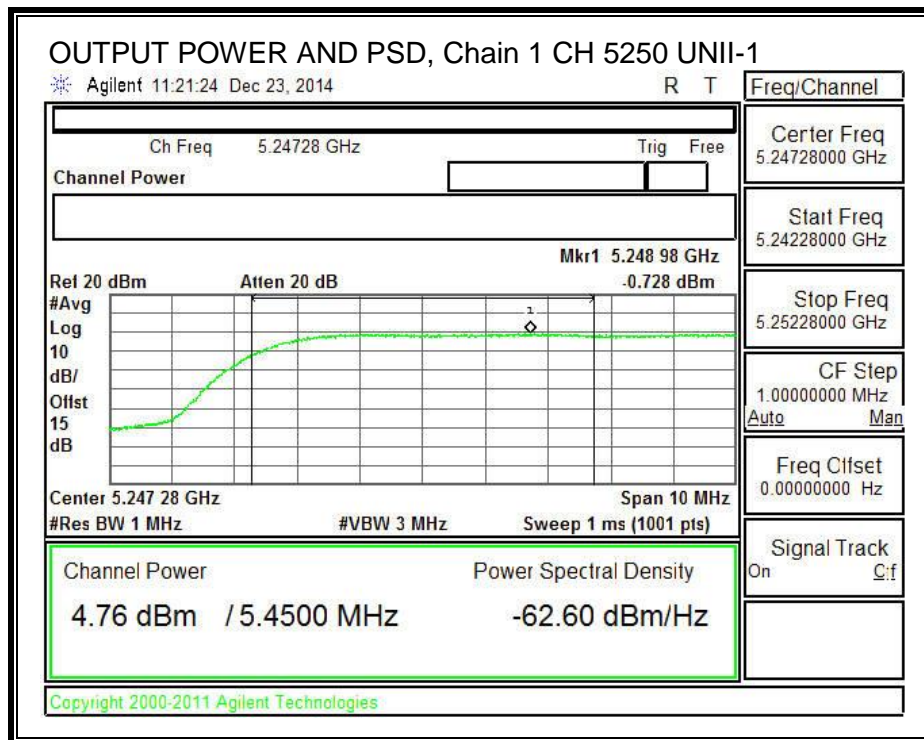 OUTPUT POWER AND PSD, Chain 1 CH 5250 UNII-1
Agilent 11:21:24 Dec 23, 2014 R T
Freq/Channel
Ch Freq 5.24728 GHz Trig Free
Channel Power
Mkr1 5.248 98 GHz
Ref 20 dBm Atten 20 dB -0.728 dBm
#Avg
Log
10
dB/
Offst
15
dB
1
Center 5.247 28 GHz Span 10 MHz
#Res BW 1 MHz #VBW 3 MHz Sweep 1 ms (1001 pts)
Channel Power Power Spectral Density
4.76 dBm / 5.4500 MHz -62.60 dBm/Hz
Copyright 2000-2011 Agilent Technologies
Center Freq
5.24728000 GHz
Start Freq
5.24228000 GHz
Stop Freq
5.25228000 GHz
CF Step
1.00000000 MHz
Auto Man
Freq Offset
0.00000000 Hz
Signal Track
On Off